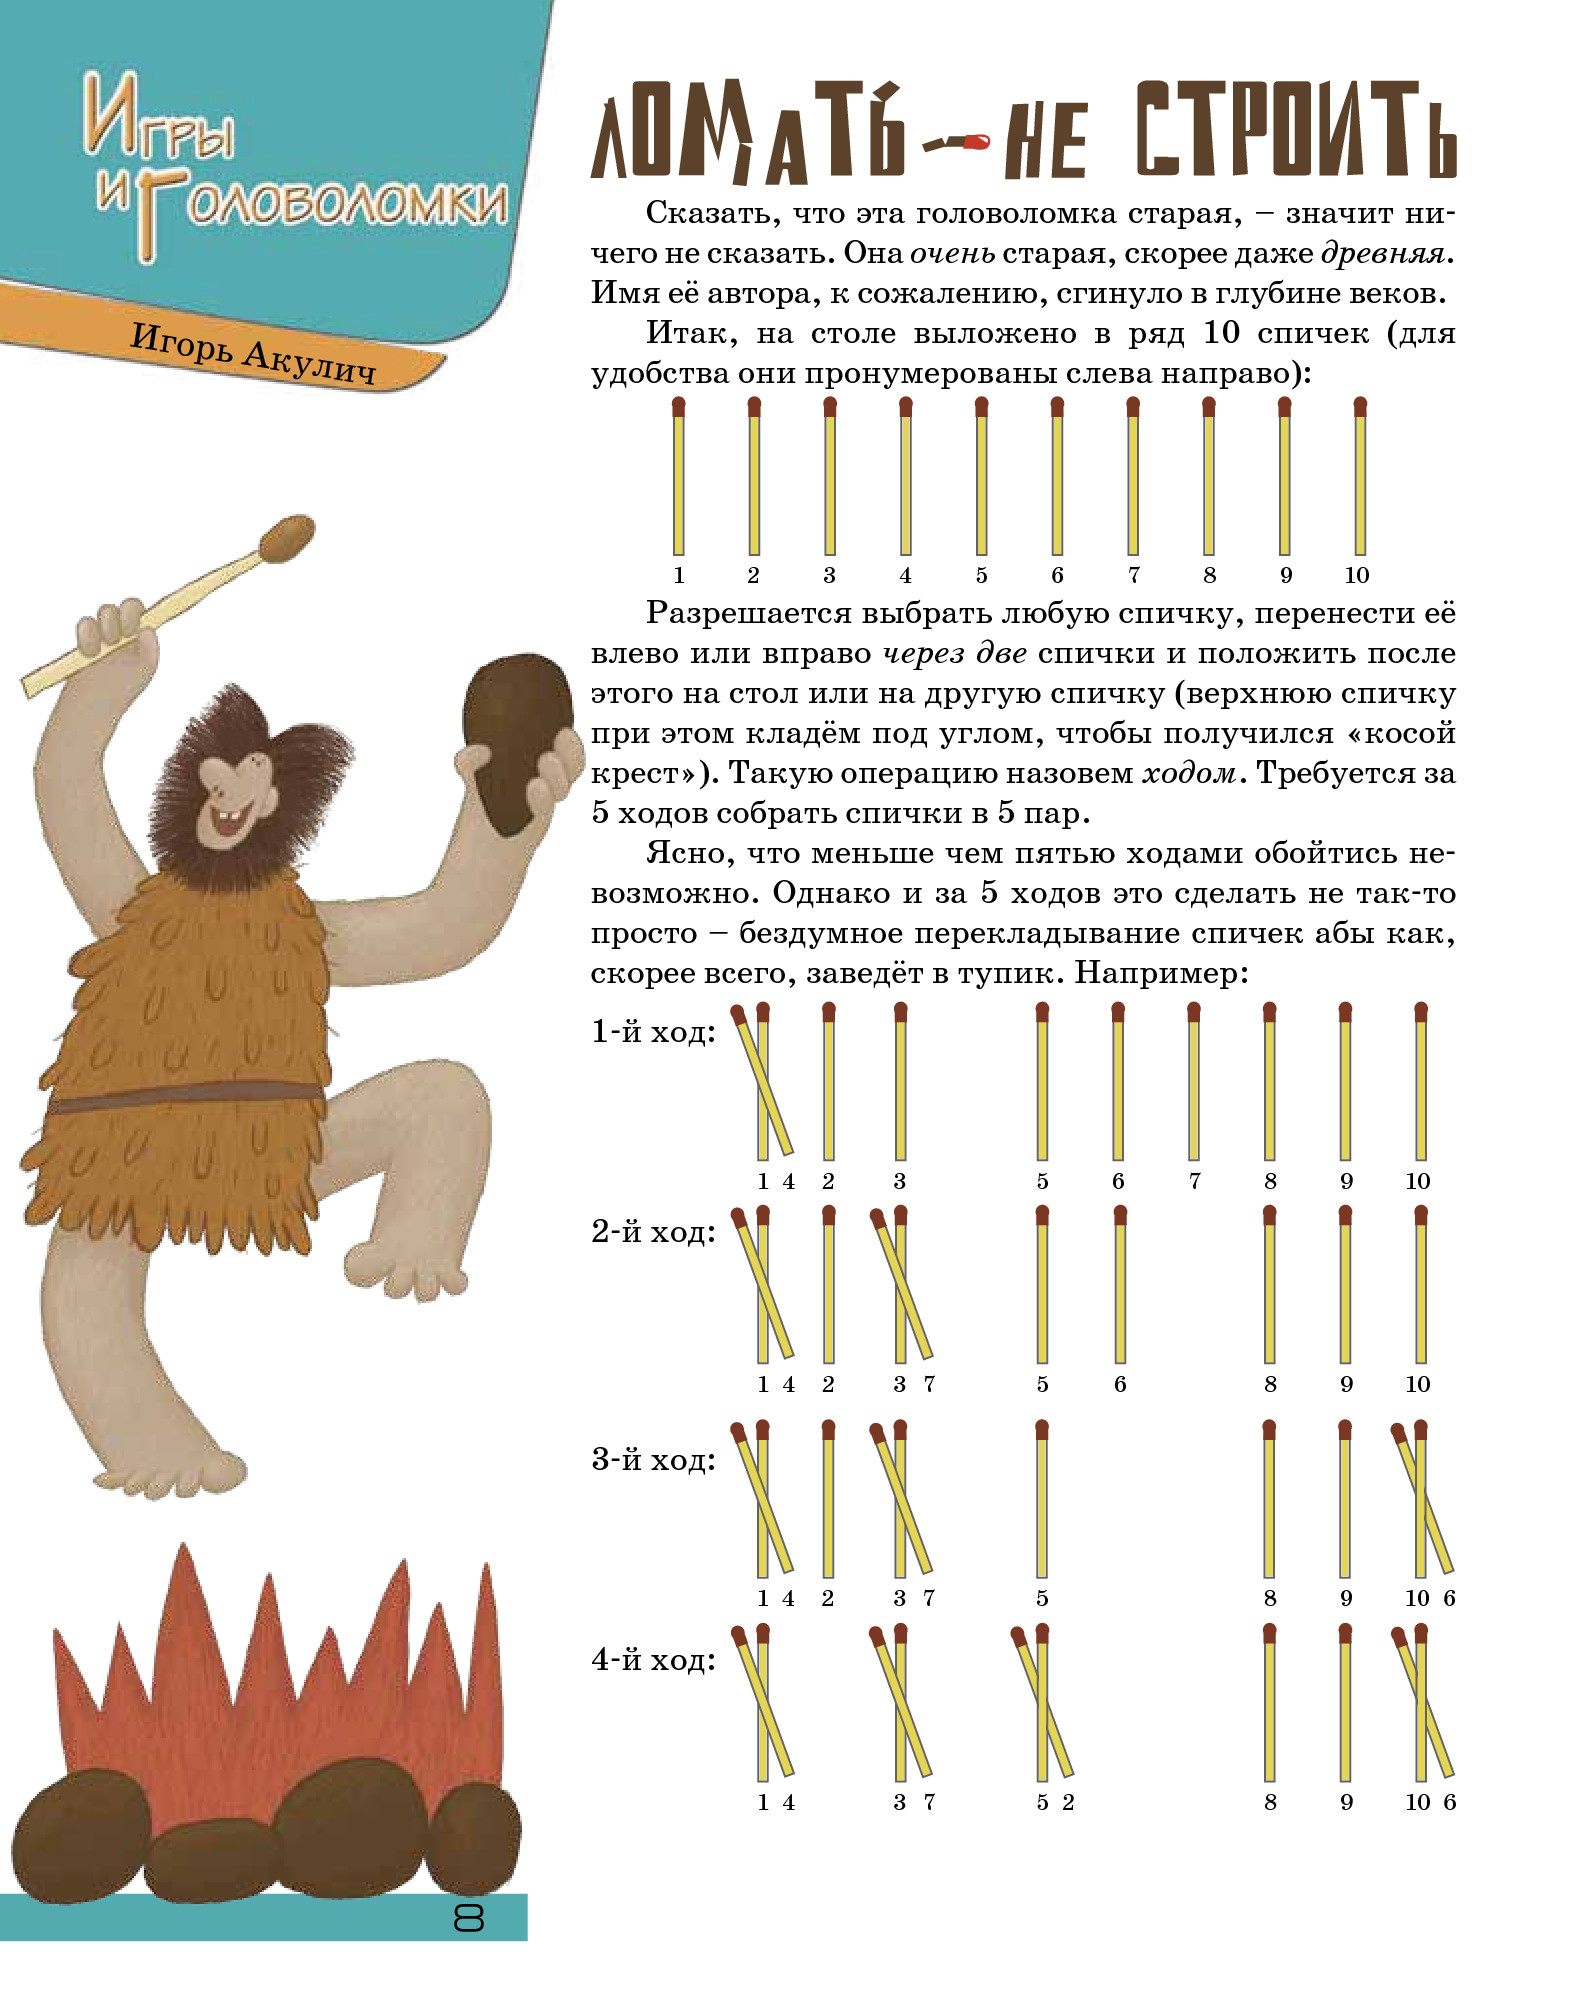 Игры
и Головоломки
Игорь Акулич
ЛОМАТЬ – НЕ СТРОИТЬ
Сказать, что эта головоломка старая, – значит ни-
чего не сказать. Она очень старая, скорее даже древняя.
Имя её автора, к сожалению, сгинуло в глубине веков.
Итак, на столе выложено в ряд 10 спичек (для
удобства они пронумерованы слева направо):
1 2 3 4 5 6 7 8 9 10
Разрешается выбрать любую спичку, перенести её
влево или вправо через две спички и положить после
этого на стол или на другую спичку (верхнюю спичку
при этом кладём под углом, чтобы получился «косой
крест»). Такую операцию назовем ходом. Требуется за
5 ходов собрать спички в 5 пар.
Ясно, что меньше чем пятью ходами обойтись не-
возможно. Однако и за 5 ходов это сделать не так-то
просто – бездумное перекладывание спичек абы как,
скорее всего, заведёт в тупик. Например:
1-й ход:
1 4 2 3 5 6 7 8 9 10
2-й ход:
1 4 2 3 7 5 6 8 9 10
3-й ход:
1 4 2 3 7 5 8 9 10 6
4-й ход:
1 4 3 7 5 2 8 9 10 6
8